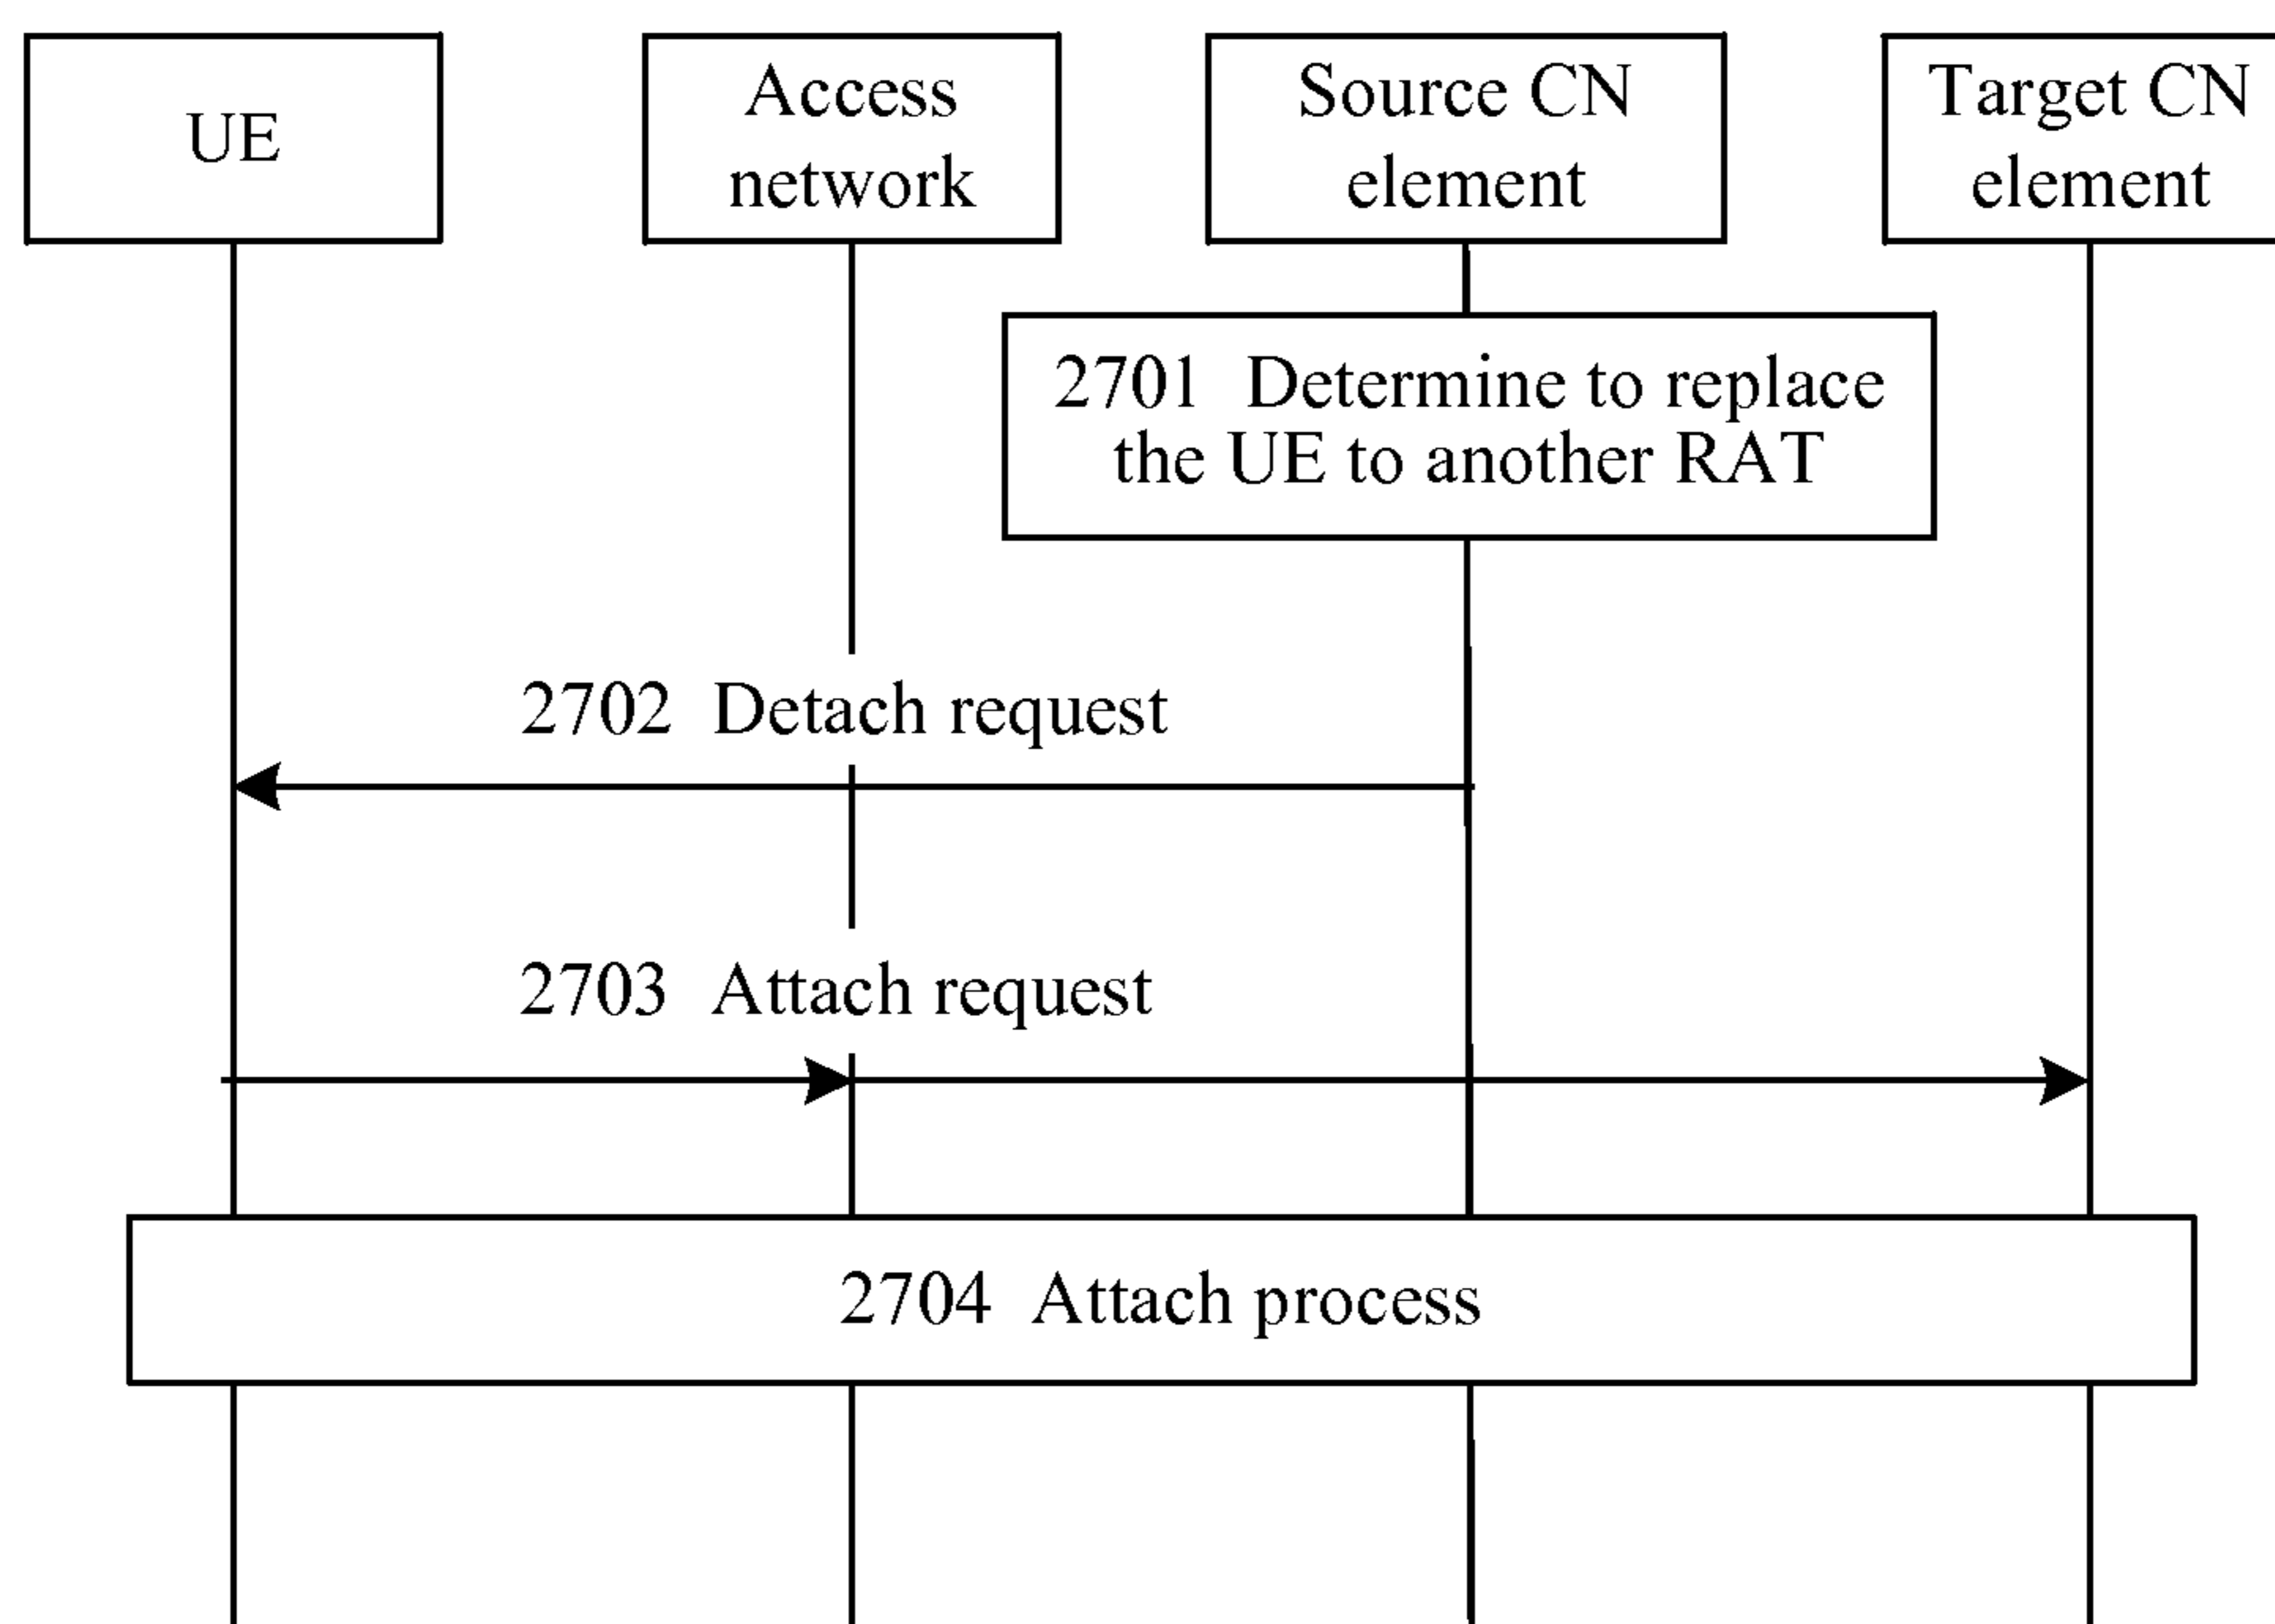 UE
Access
network
Source CN
element
Target CN
element
2701 Determine to replace
the UE to another RAT
2702 Detach request
2703 Attach request
2704 Attach process